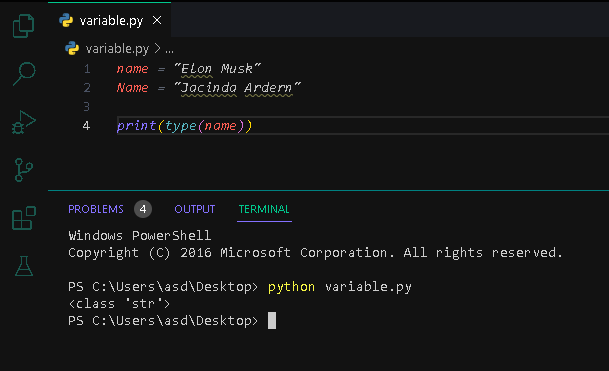 variable.py ×
variable.py > ...
1 name = "Elon Musk"
2 Name = "Jacinda Ardern"
3
4 print(type(name))
PROBLEMS 4 OUTPUT TERMINAL
Windows PowerShell
Copyright (C) 2016 Microsoft Corporation. All rights reserved.
PS C:\Users\asd\Desktop> python variable.py
<class 'str'>
PS C:\Users\asd\Desktop>